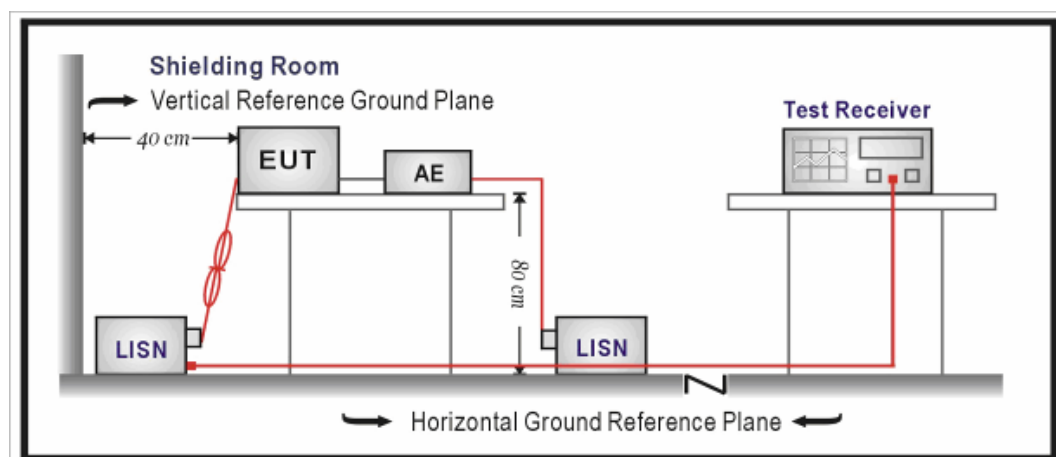 Shielding Room
Vertical Reference Ground Plane
40 cm
EUT
AE
Test Receiver
80 cm
LISN
LISN
Horizontal Ground Reference Plane